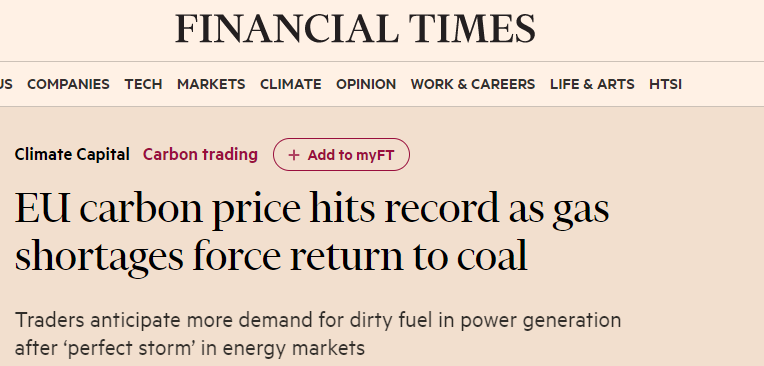 FINANCIAL TIMES
US COMPANIES TECH MARKETS CLIMATE OPINION WORK & CAREERS LIFE & ARTS HTSI
Climate Capital Carbon trading + Add to myFT
EU carbon price hits record as gas
shortages force return to coal
Traders anticipate more demand for dirty fuel in power generation
after ‘perfect storm’ in energy markets